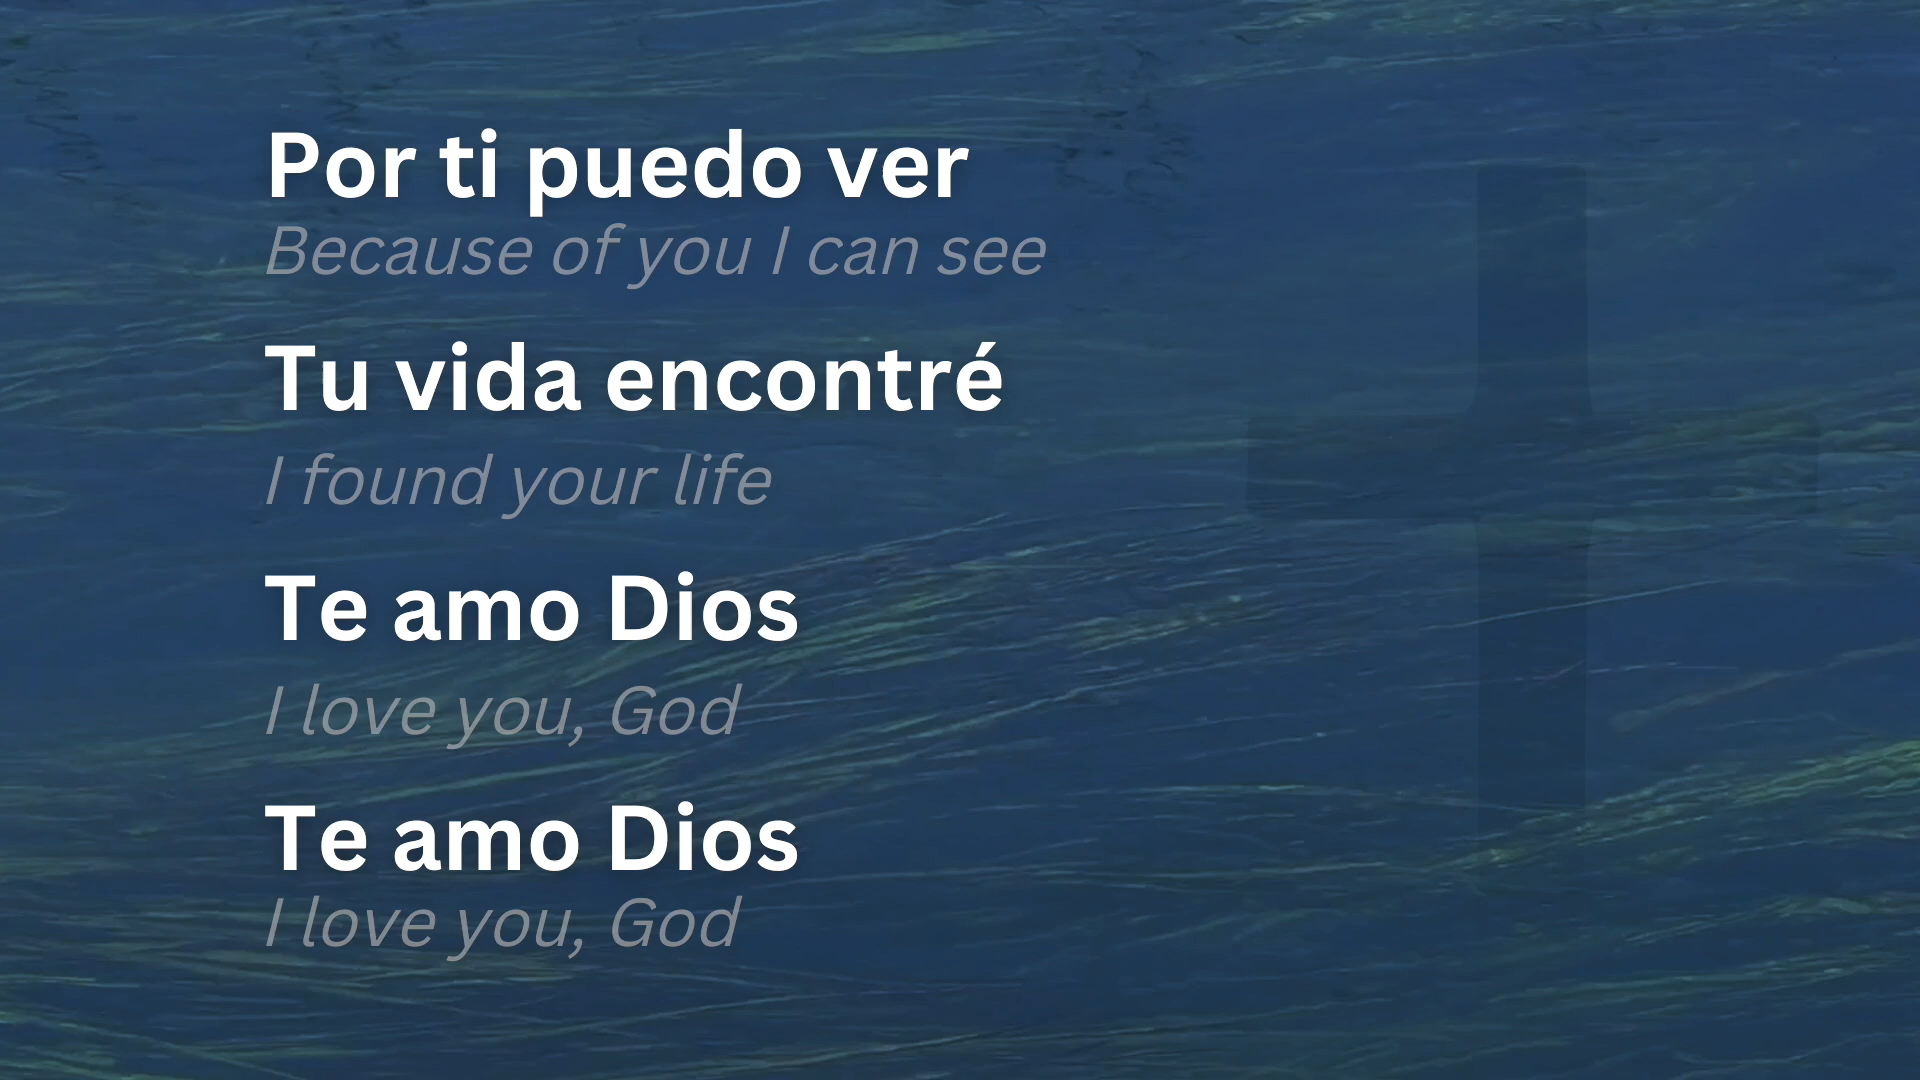 Por ti puedo ver
Because of you I can see
Tu vida encontré
I found your life
Te amo Dios
I love you, God
Te amo Dios
I love you, God